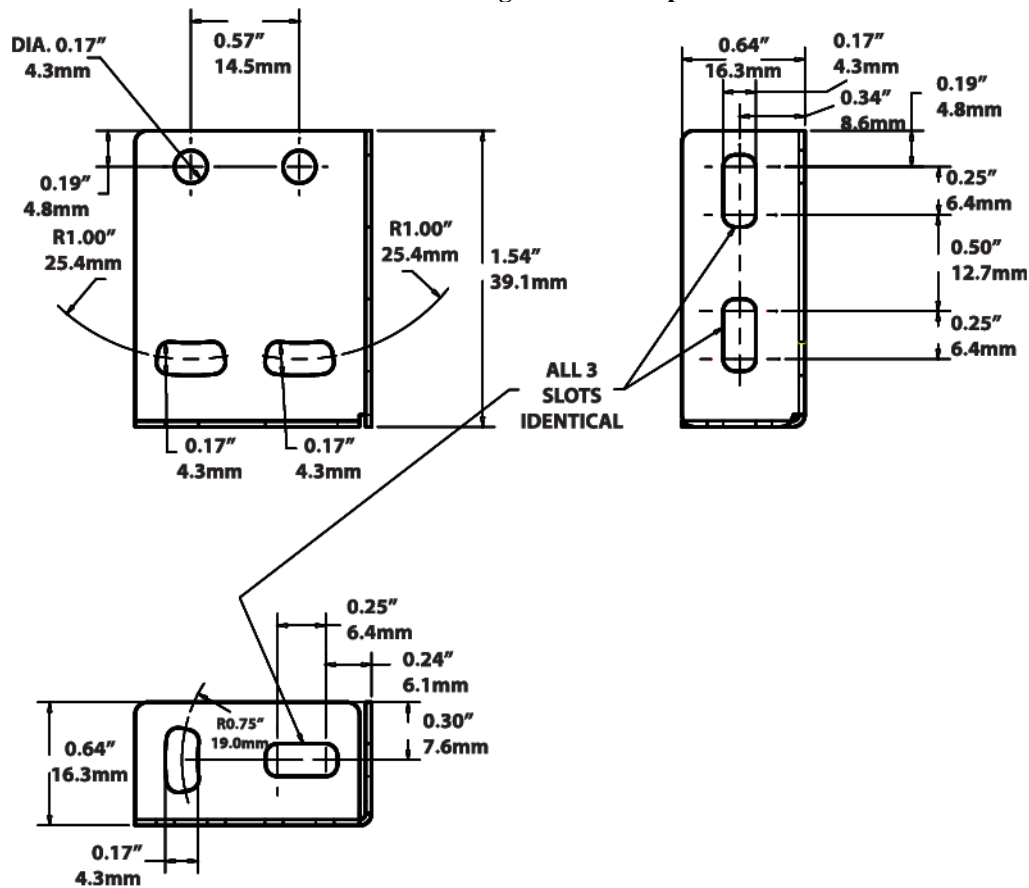 DIA. 0.17"
4.3mm
0.57"
14.5mm
0.19"
4.8mm
R1.00"
25.4mm
R1.00"
25.4mm
1.54"
39.1mm
0.17"
4.3mm
0.17"
4.3mm
0.64"
16.3mm
0.17"
4.3mm
0.34"
8.6mm
0.19"
4.8mm
0.25"
6.4mm
0.50"
12.7mm
0.25"
6.4mm
ALL 3
SLOTS
IDENTICAL
0.25"
6.4mm
0.24"
6.1mm
R0.75"
19.0mm
0.30"
7.6mm
0.64"
16.3mm
0.17"
4.3mm